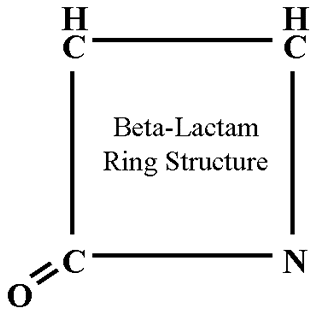 H H
C C
Beta-Lactam
Ring Structure
C N
O